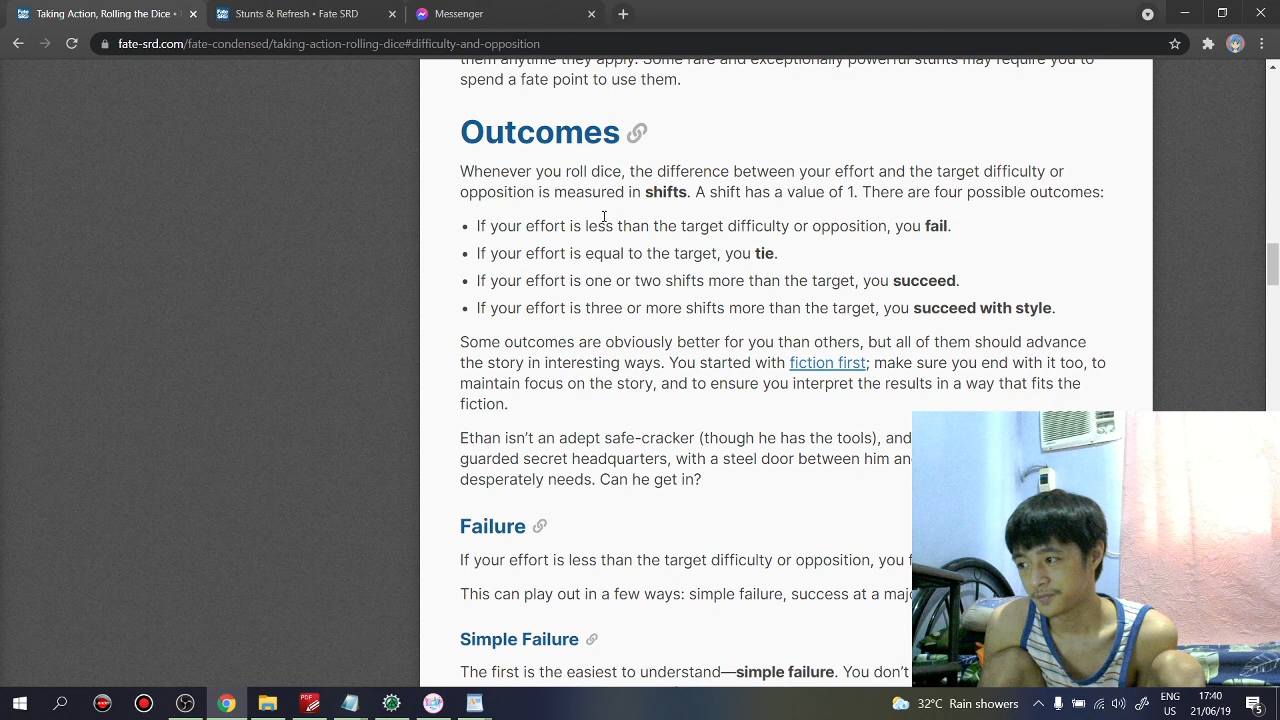 Taking Action, Rolling the Dice •
Stunts & Refresh • Fate SRD
Messenger
fate-srd.com/fate-condensed/taking-action-rolling-dice#difficulty-and-opposition
them anytime they apply. Some rare and exceptionally powerful stunts may require you to
spend a fate point to use them.
Outcomes
Whenever you roll dice, the difference between your effort and the target difficulty or
opposition is measured in shifts. A shift has a value of 1. There are four possible outcomes:
• If your effort is less than the target difficulty or opposition, you fail.
• If your effort is equal to the target, you tie.
• If your effort is one or two shifts more than the target, you succeed.
• If your effort is three or more shifts more than the target, you succeed with style.
Some outcomes are obviously better for you than others, but all of them should advance
the story in interesting ways. You started with fiction first; make sure you end with it too, to
maintain focus on the story, and to ensure you interpret the results in a way that fits the
fiction.
Ethan isn’t an adept safe-cracker (though he has the tools), and
guarded secret headquarters, with a steel door between him
desperately needs. Can he get in?
Failure
If your effort is less than the target difficulty or opposition, you
This can play out in a few ways: simple failure, success at a
Simple Failure
The first is the easiest to understand—simple failure. You don’t
32°C Rain showers
ENG
US
17:40
21/06/19
5